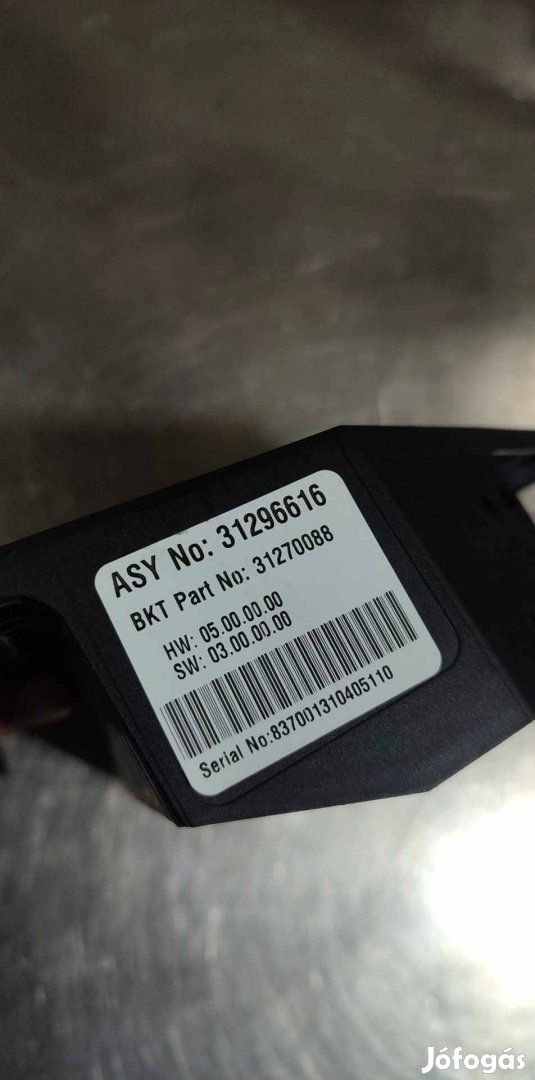 ASY No: 31296616
BKT Part No: 31270088
HW: 05.00.00.00
SW: 03.00.00.00
Serial No:837001310405110
Jófogás